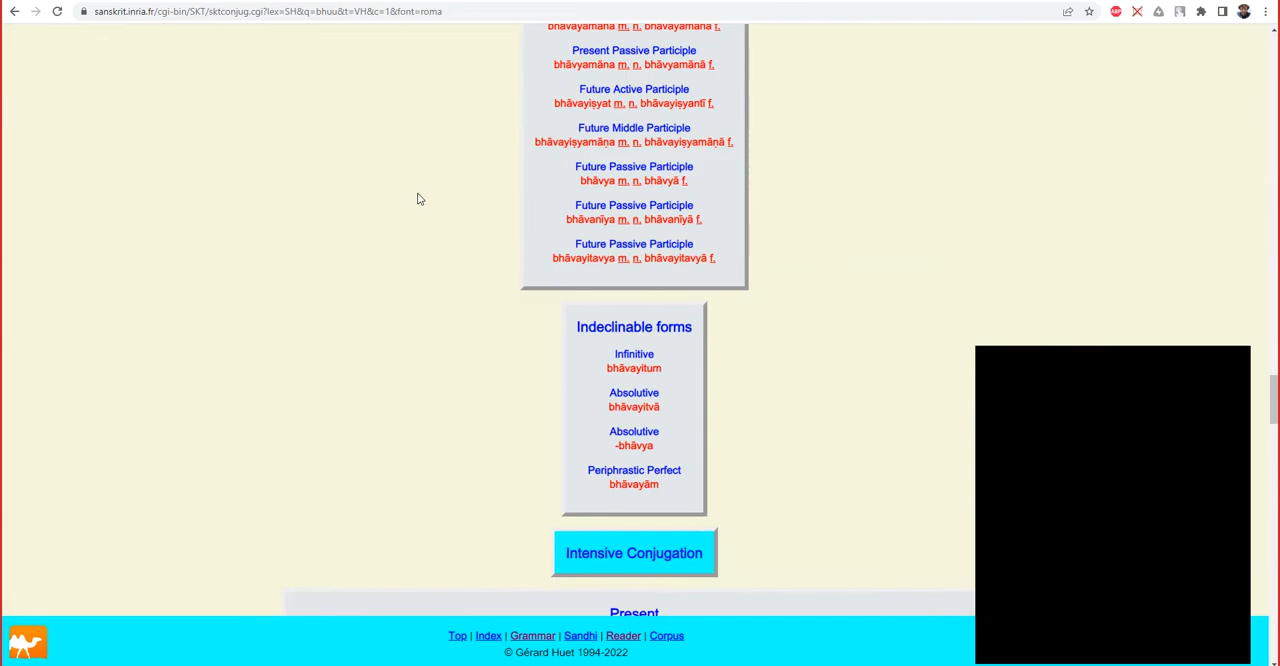 sanskrit.inria.fr/cgi-bin/SKT/sktconjug.cgi?lex=SH&q=bhuu&t=VH&c=1&font=roma
bhāvayamāna m. n. bhāvayamānā f.
Present Passive Participle
bhāvyamāna m. n. bhāvyamānā f.
Future Active Participle
bhāvayiṣyat m. n. bhāvayiṣyantī f.
Future Middle Participle
bhāvayiṣyamāṇa m. n. bhāvayiṣyamāṇā f.
Future Passive Participle
bhāvya m. n. bhāvyā f.
Future Passive Participle
bhāvanīya m. n. bhāvanīyā f.
Future Passive Participle
bhāvayitavya m. n. bhāvayitavyā f.
Indeclinable forms
Infinitive
bhāvayitum
Absolutive
bhāvayitvā
Absolutive
-bhāvya
Periphrastic Perfect
bhāvayām
Intensive Conjugation
Present
Top | Index | Grammar | Sandhi | Reader | Corpus
© Gérard Huet 1994-2022